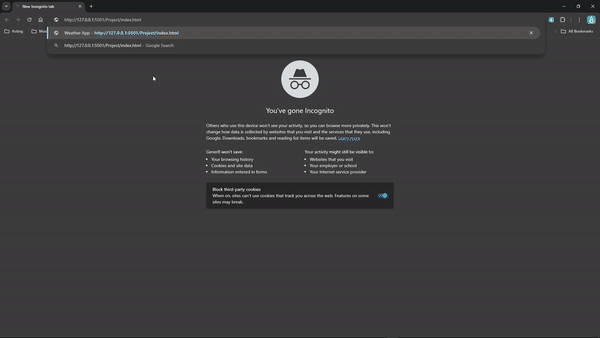 New Incognito tab
http://127.0.0.1:5501/Project/index.html
Weather App - http://127.0.0.1:5501/Project/index.html
http://127.0.0.1:5501/Project/index.html - Google Search
Acting
All Bookmarks
You've gone Incognito
Others who use this device won't see your activity, so you can browse more privately. This won't
change how data is collected by websites you visit and the services they use, including
Google. Downloads, bookmarks and reading list items will be saved. Learn more
won't save:
Your activity might still be visible to:
Your browsing history
Websites that you visit
Cookies and site data
Your employer or school
Information entered in forms
Your Internet service provider
Block third-party cookies
When on, sites can't use cookies that track you across the web. Features on some
sites may break.